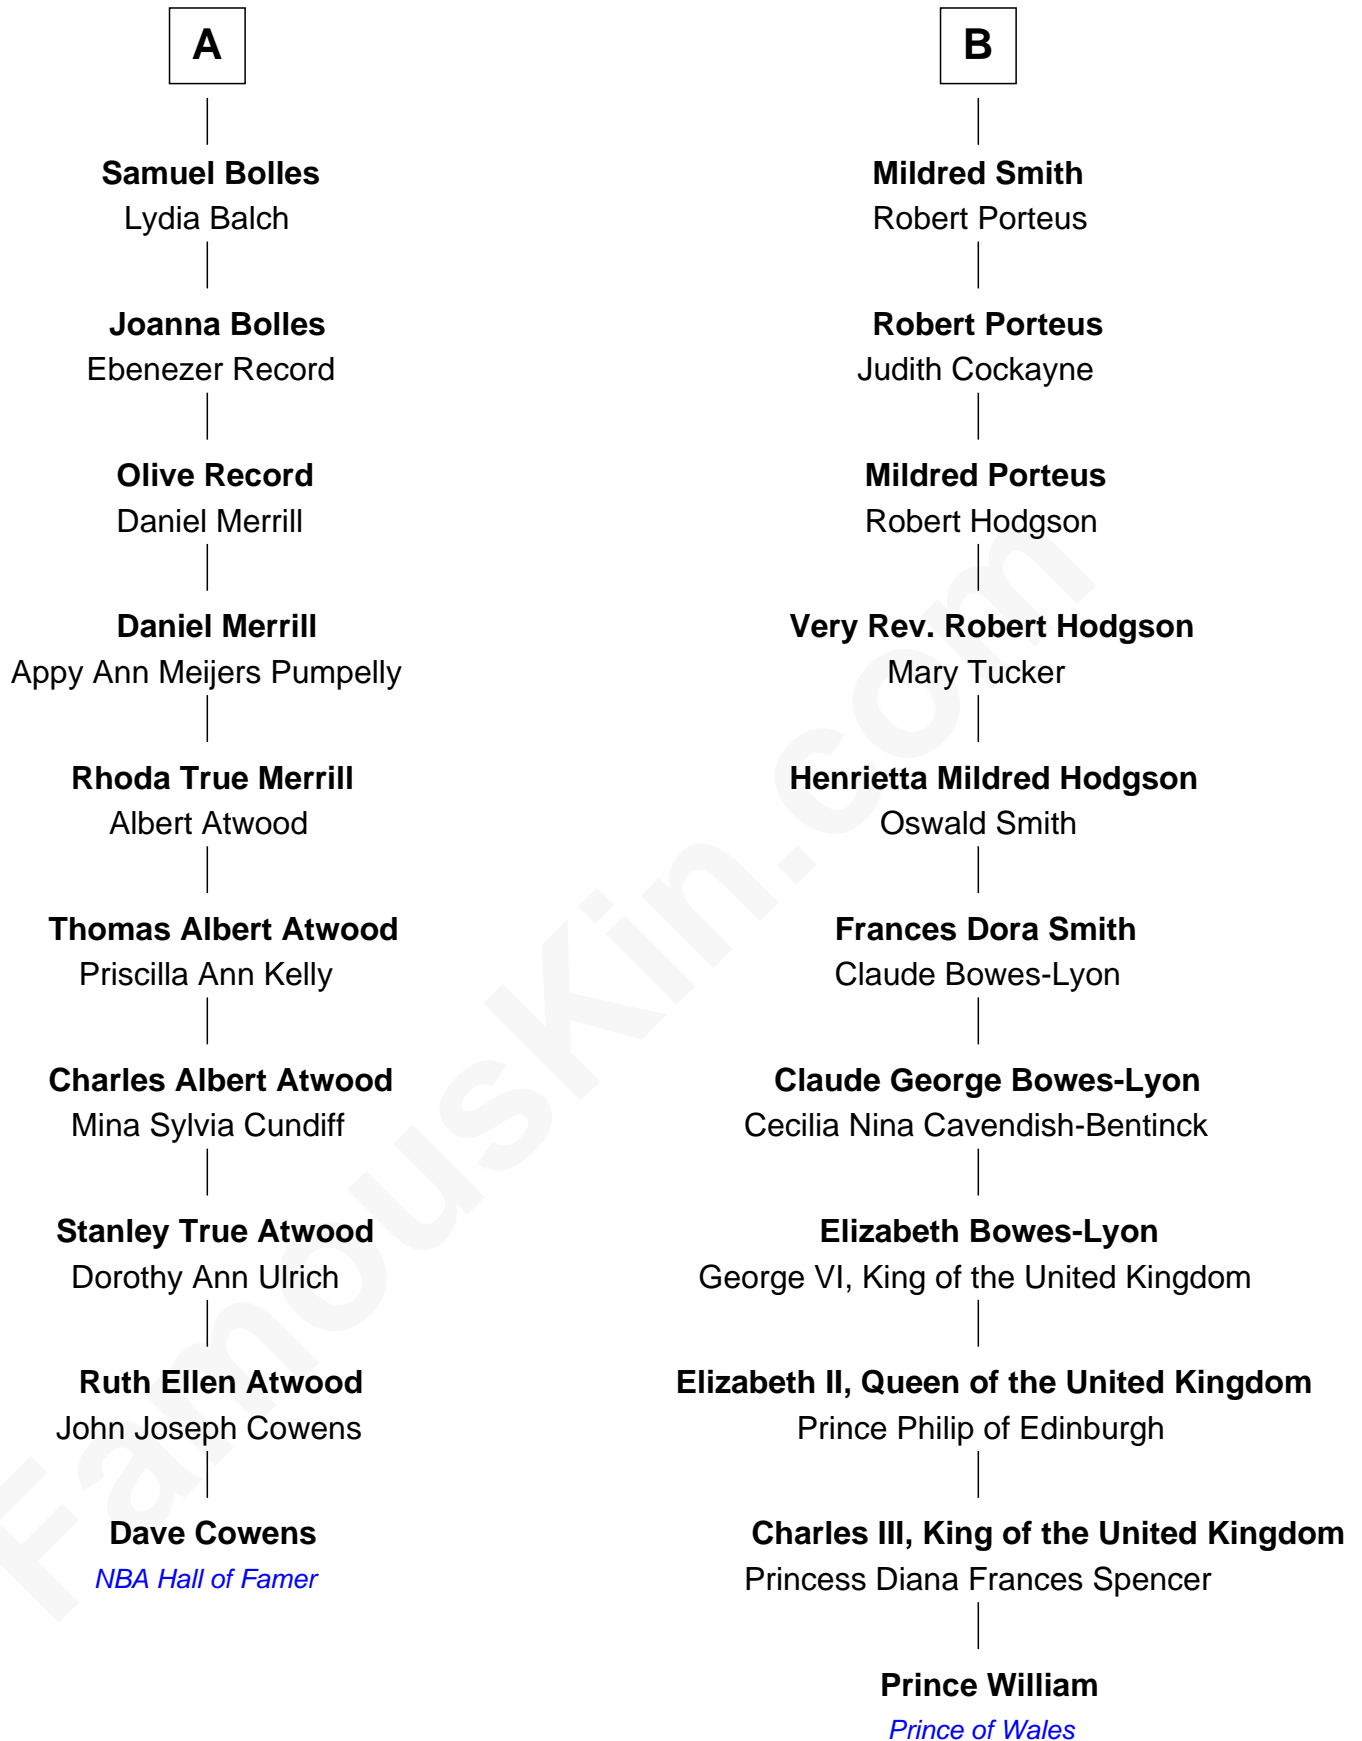 A
Samuel Bolles
Lydia Balch
Joanna Bolles
Ebenezer Record
Olive Record
Daniel Merrill
Daniel Merrill
Appy Ann Meijers Pumpelly
Rhoda True Merrill
Albert Atwood
Thomas Albert Atwood
Priscilla Ann Kelly
Charles Albert Atwood
Mina Sylvia Cundiff
Stanley True Atwood
Dorothy Ann Ulrich
Ruth Ellen Atwood
John Joseph Cowens
Dave Cowens
NBA Hall of Famer
B
Mildred Smith
Robert Porteus
Robert Porteus
Judith Cockayne
Mildred Porteus
Robert Hodgson
Very Rev. Robert Hodgson
Mary Tucker
Henrietta Mildred Hodgson
Oswald Smith
Frances Dora Smith
Claude Bowes-Lyon
Claude George Bowes-Lyon
Cecilia Nina Cavendish-Bentinck
Elizabeth Bowes-Lyon
George VI, King of the United Kingdom
Elizabeth II, Queen of the United Kingdom
Prince Philip of Edinburgh
Charles III, King of the United Kingdom
Princess Diana Frances Spencer
Prince William
Prince of Wales
FamousKin.com